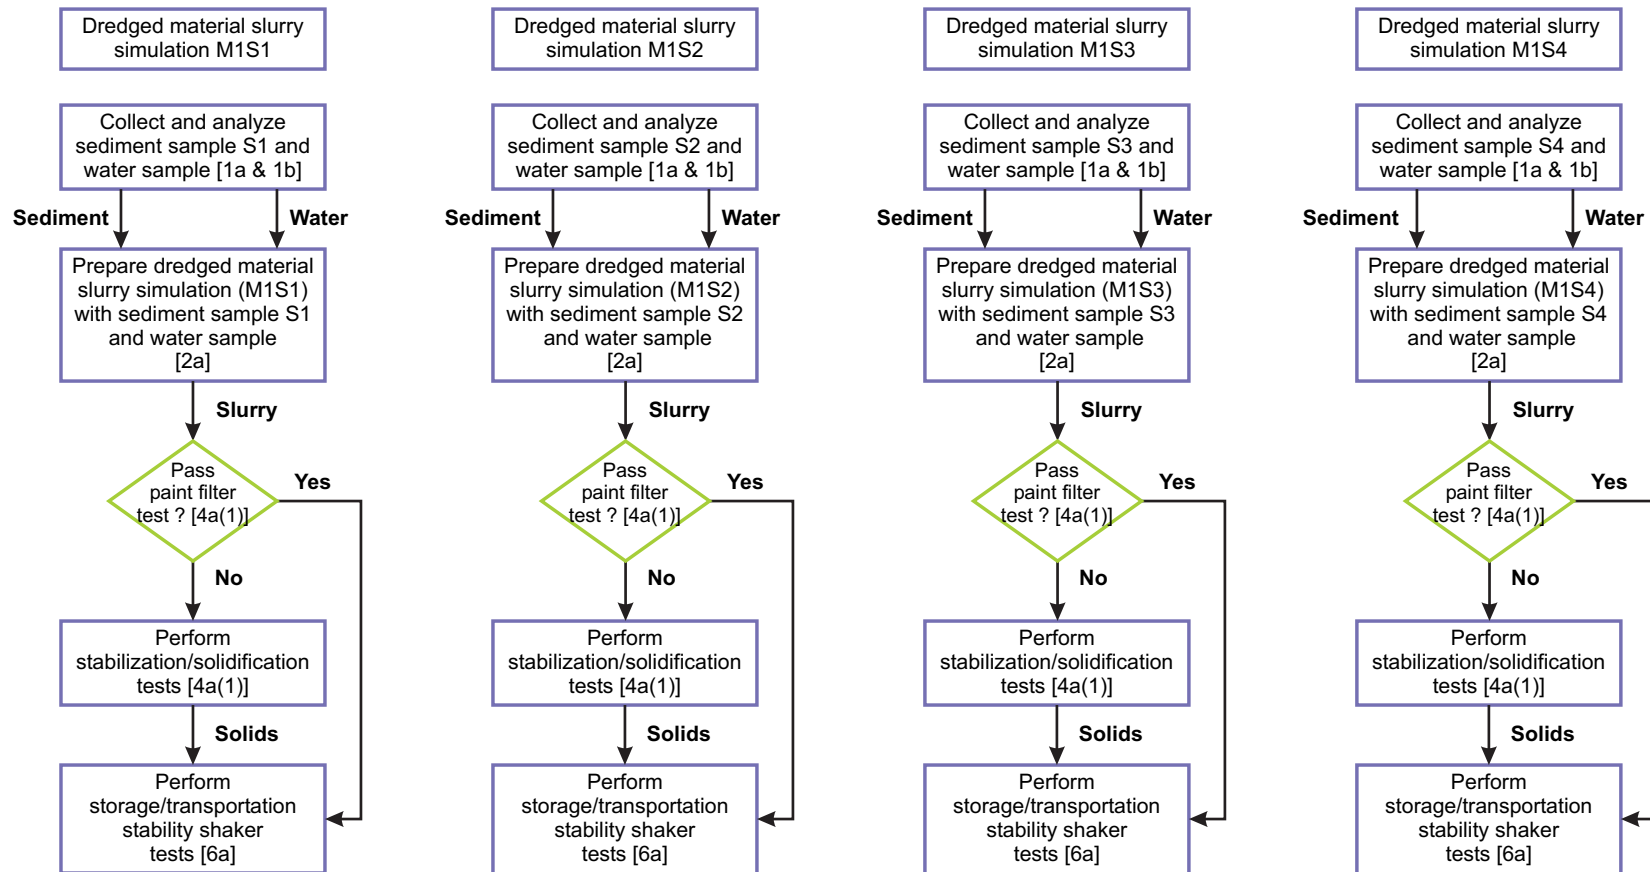 Dredged material slurry
simulation M1S1
Collect and analyze
sediment sample S1 and
water sample [1a & 1b]
Sediment
Water
Prepare dredged material
slurry simulation (M1S1)
with sediment sample S1
and water sample
[2a]
Slurry
Pass
paint filter
test ? [4a(1)]
Yes
No
Perform
stabilization/solidification
tests [4a(1)]
Solids
Perform
storage/transportation
stability shaker
tests [6a]
Dredged material slurry
simulation M1S2
Collect and analyze
sediment sample S2 and
water sample [1a & 1b]
Sediment
Water
Prepare dredged material
slurry simulation (M1S2)
with sediment sample S2
and water sample
[2a]
Slurry
Pass
paint filter
test ? [4a(1)]
Yes
No
Perform
stabilization/solidification
tests [4a(1)]
Solids
Perform
storage/transportation
stability shaker
tests [6a]
Dredged material slurry
simulation M1S3
Collect and analyze
sediment sample S3 and
water sample [1a & 1b]
Sediment
Water
Prepare dredged material
slurry simulation (M1S3)
with sediment sample S3
and water sample
[2a]
Slurry
Pass
paint filter
test ? [4a(1)]
Yes
No
Perform
stabilization/solidification
tests [4a(1)]
Solids
Perform
storage/transportation
stability shaker
tests [6a]
Dredged material slurry
simulation M1S4
Collect and analyze
sediment sample S4 and
water sample [1a & 1b]
Sediment
Water
Prepare dredged material
slurry simulation (M1S4)
with sediment sample S4
and water sample
[2a]
Slurry
Pass
paint filter
test ? [4a(1)]
Yes
No
Perform
stabilization/solidification
tests [4a(1)]
Solids
Perform
storage/transportation
stability shaker
tests [6a]